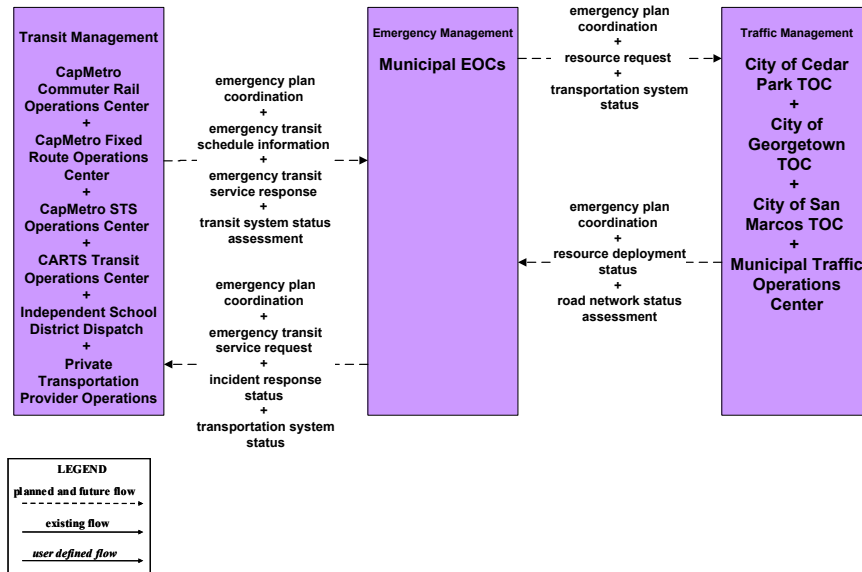 Transit Management
CapMetro
Commuter Rail
Operations Center
+
CapMetro Fixed
Route Operations
Center
+
CapMetro STS
Operations Center
+
CARTS Transit
Operations Center
+
Independent School
District Dispatch
+
Private
Transportation
Provider Operations
emergency plan
coordination
+
emergency transit
schedule information
+
emergency transit
service response
+
transit system status
assessment
emergency plan
coordination
+
emergency transit
service request
+
incident response
status
+
transportation system
status
Emergency Management
Municipal EOCs
emergency plan
coordination
+
resource request
+
transportation system
status
emergency plan
coordination
+
resource deployment
status
+
road network status
assessment
Traffic Management
City of Cedar
Park TOC
+
City of
Georgetown
TOC
+
City of San
Marcos TOC
+
Municipal Traffic
Operations
Center
LEGEND
planned and future flow
existing flow
user defined flow